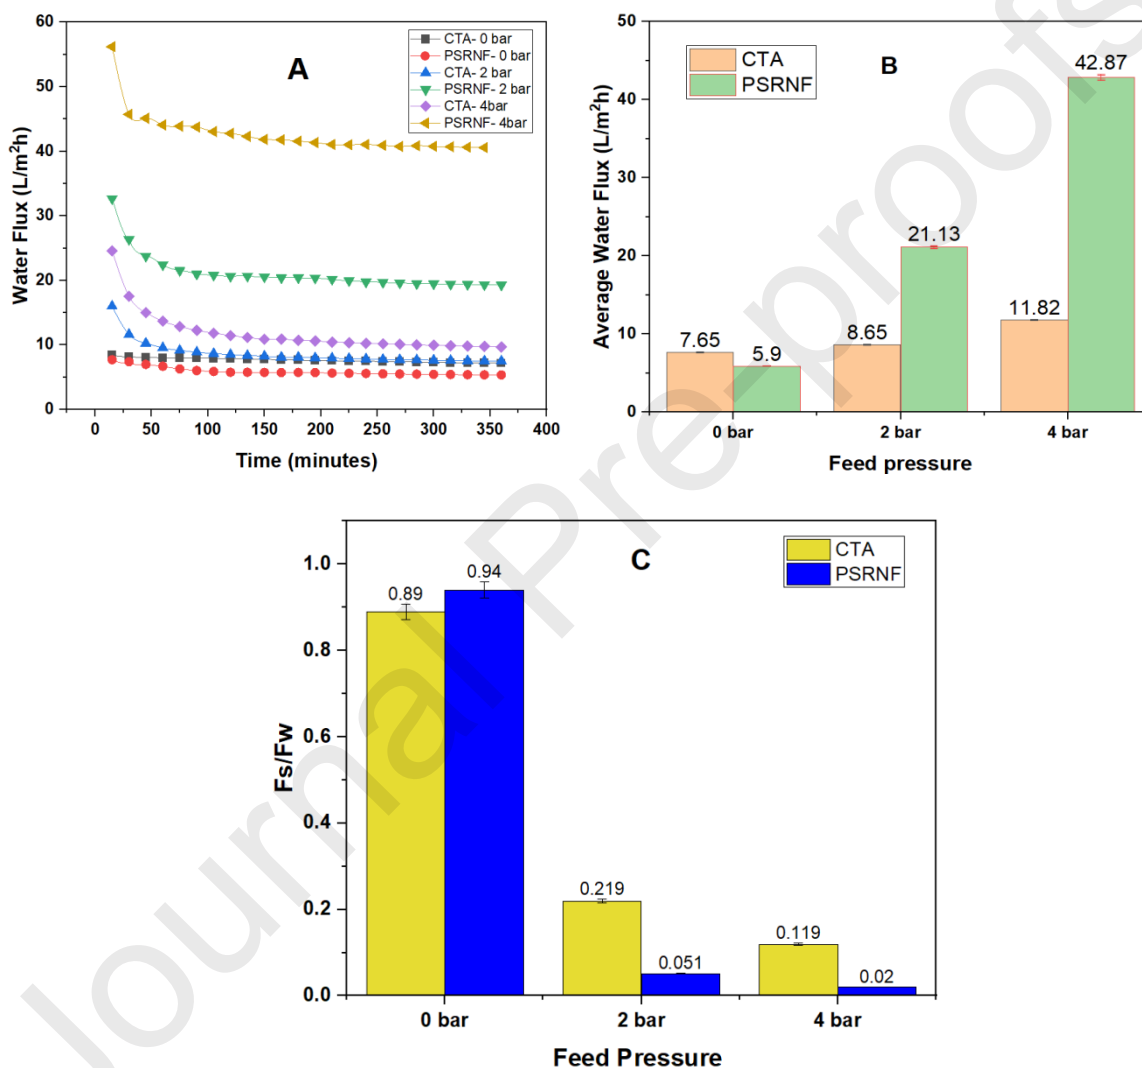 60
50
40
30
20
10
0
Water Flux (L/m²h)
A
CTA- 0 bar
PSRNF- 0 bar
CTA- 2 bar
PSRNF- 2 bar
CTA- 4bar
PSRNF- 4bar
0 50 100 150 200 250 300 350 400
Time (minutes)
50
40
30
20
10
0
Average Water Flux (L/m²h)
CTA
PSRNF
B
7.65
5.9
8.65
21.13
11.82
42.87
0 bar 2 bar 4 bar
Feed pressure
1.0
0.8
0.6
0.4
0.2
0.0
Fs/Fw
C
CTA
PSRNF
0.89
0.94
0.219
0.051
0.119
0.02
0 bar 2 bar 4 bar
Feed Pressure
Journal Pre-proofs